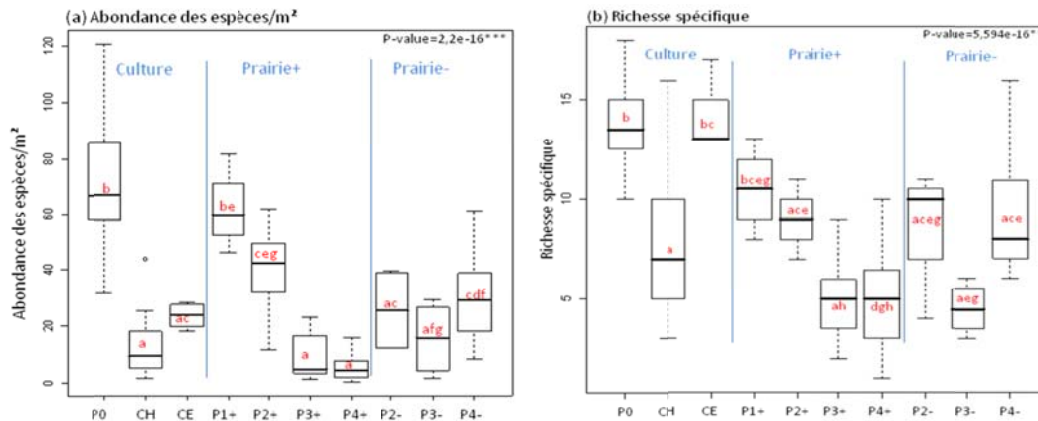 (a) Abondance des espèces/m²
P-value=2,2e-16***
Culture Prairie+ Prairie-
Abondance des espèces/m²
120
100
80
60
40
20
0
b
a
ac
be
ceg
a
a
ac
afg
cdf
P0 CH CE P1+ P2+ P3+ P4+ P2- P3- P4-
(b) Richesse spécifique
P-value=5,594e-16*
Culture Prairie+ Prairie-
Richesse spécifique
15
10
5
b
a
bc
bceg
ace
ah
dgh
aceg
aeg
ace
P0 CH CE P1+ P2+ P3+ P4+ P2- P3- P4-